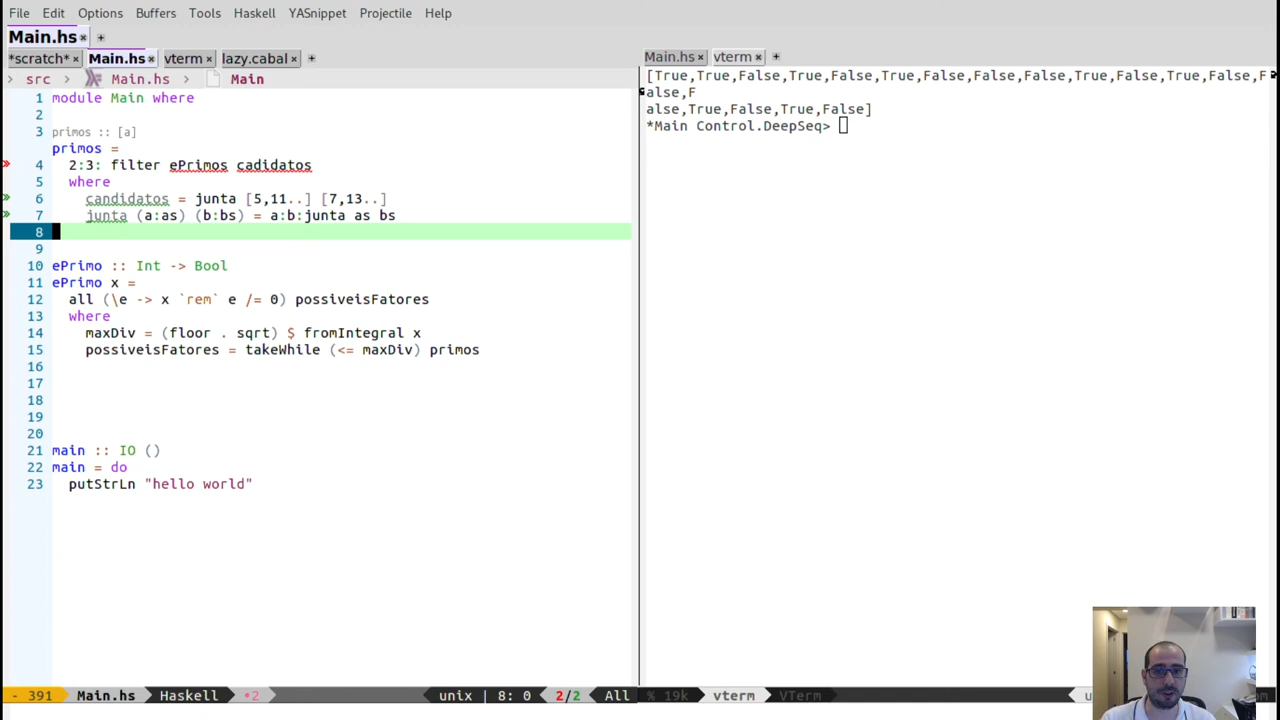 File Edit Options Buffers Tools Haskell YASnippet Projectile Help
Main.hs× +
*scratch*× Main.hs× vterm× lazy.cabal× +
> src > Main.hs > Main
1 module Main where
2
3 primos :: [a]
primos =
4 2:3: filter ePrimos cadidatos
5 where
6 candidatos = junta [5,11..] [7,13..]
7 junta (a:as) (b:bs) = a:b:junta as bs
8
9
10 ePrimo :: Int -> Bool
11 ePrimo x =
12 all (\e -> x `rem` e /= 0) possiveisFatores
13 where
14 maxDiv = (floor . sqrt) $ fromIntegral x
15 possiveisFatores = takeWhile (<= maxDiv) primos
16
17
18
19
20
21 main :: IO ()
22 main = do
23 putStrLn "hello world"
- 391 Main.hs Haskell •2 unix | 8: 0 2/2 All
Main.hs× vterm× +
[True,True,False,True,False,True,False,False,False,True,False,True,False,F
alse,F
alse,True,False,True,False]
*Main Control.DeepSeq>
% 19k vterm VTerm